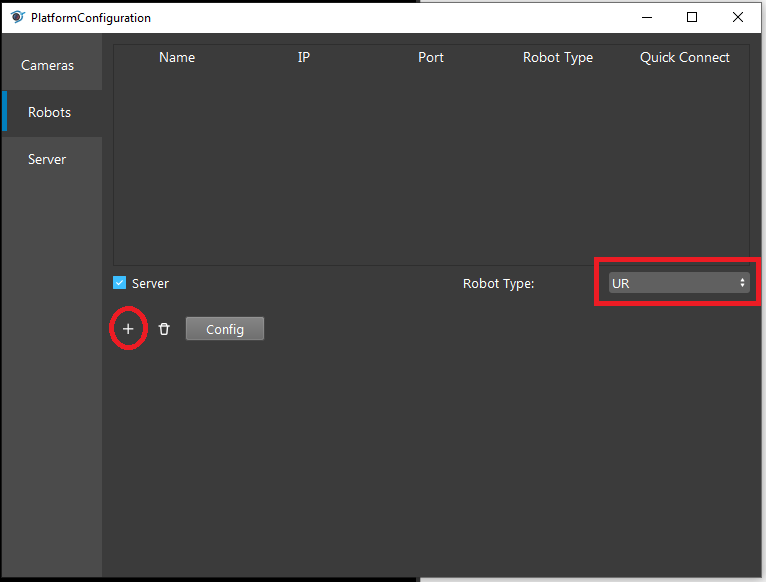 PlatformConfiguration
Cameras
Robots
Server
Name IP Port Robot Type Quick Connect
Server Robot Type: UR
Config